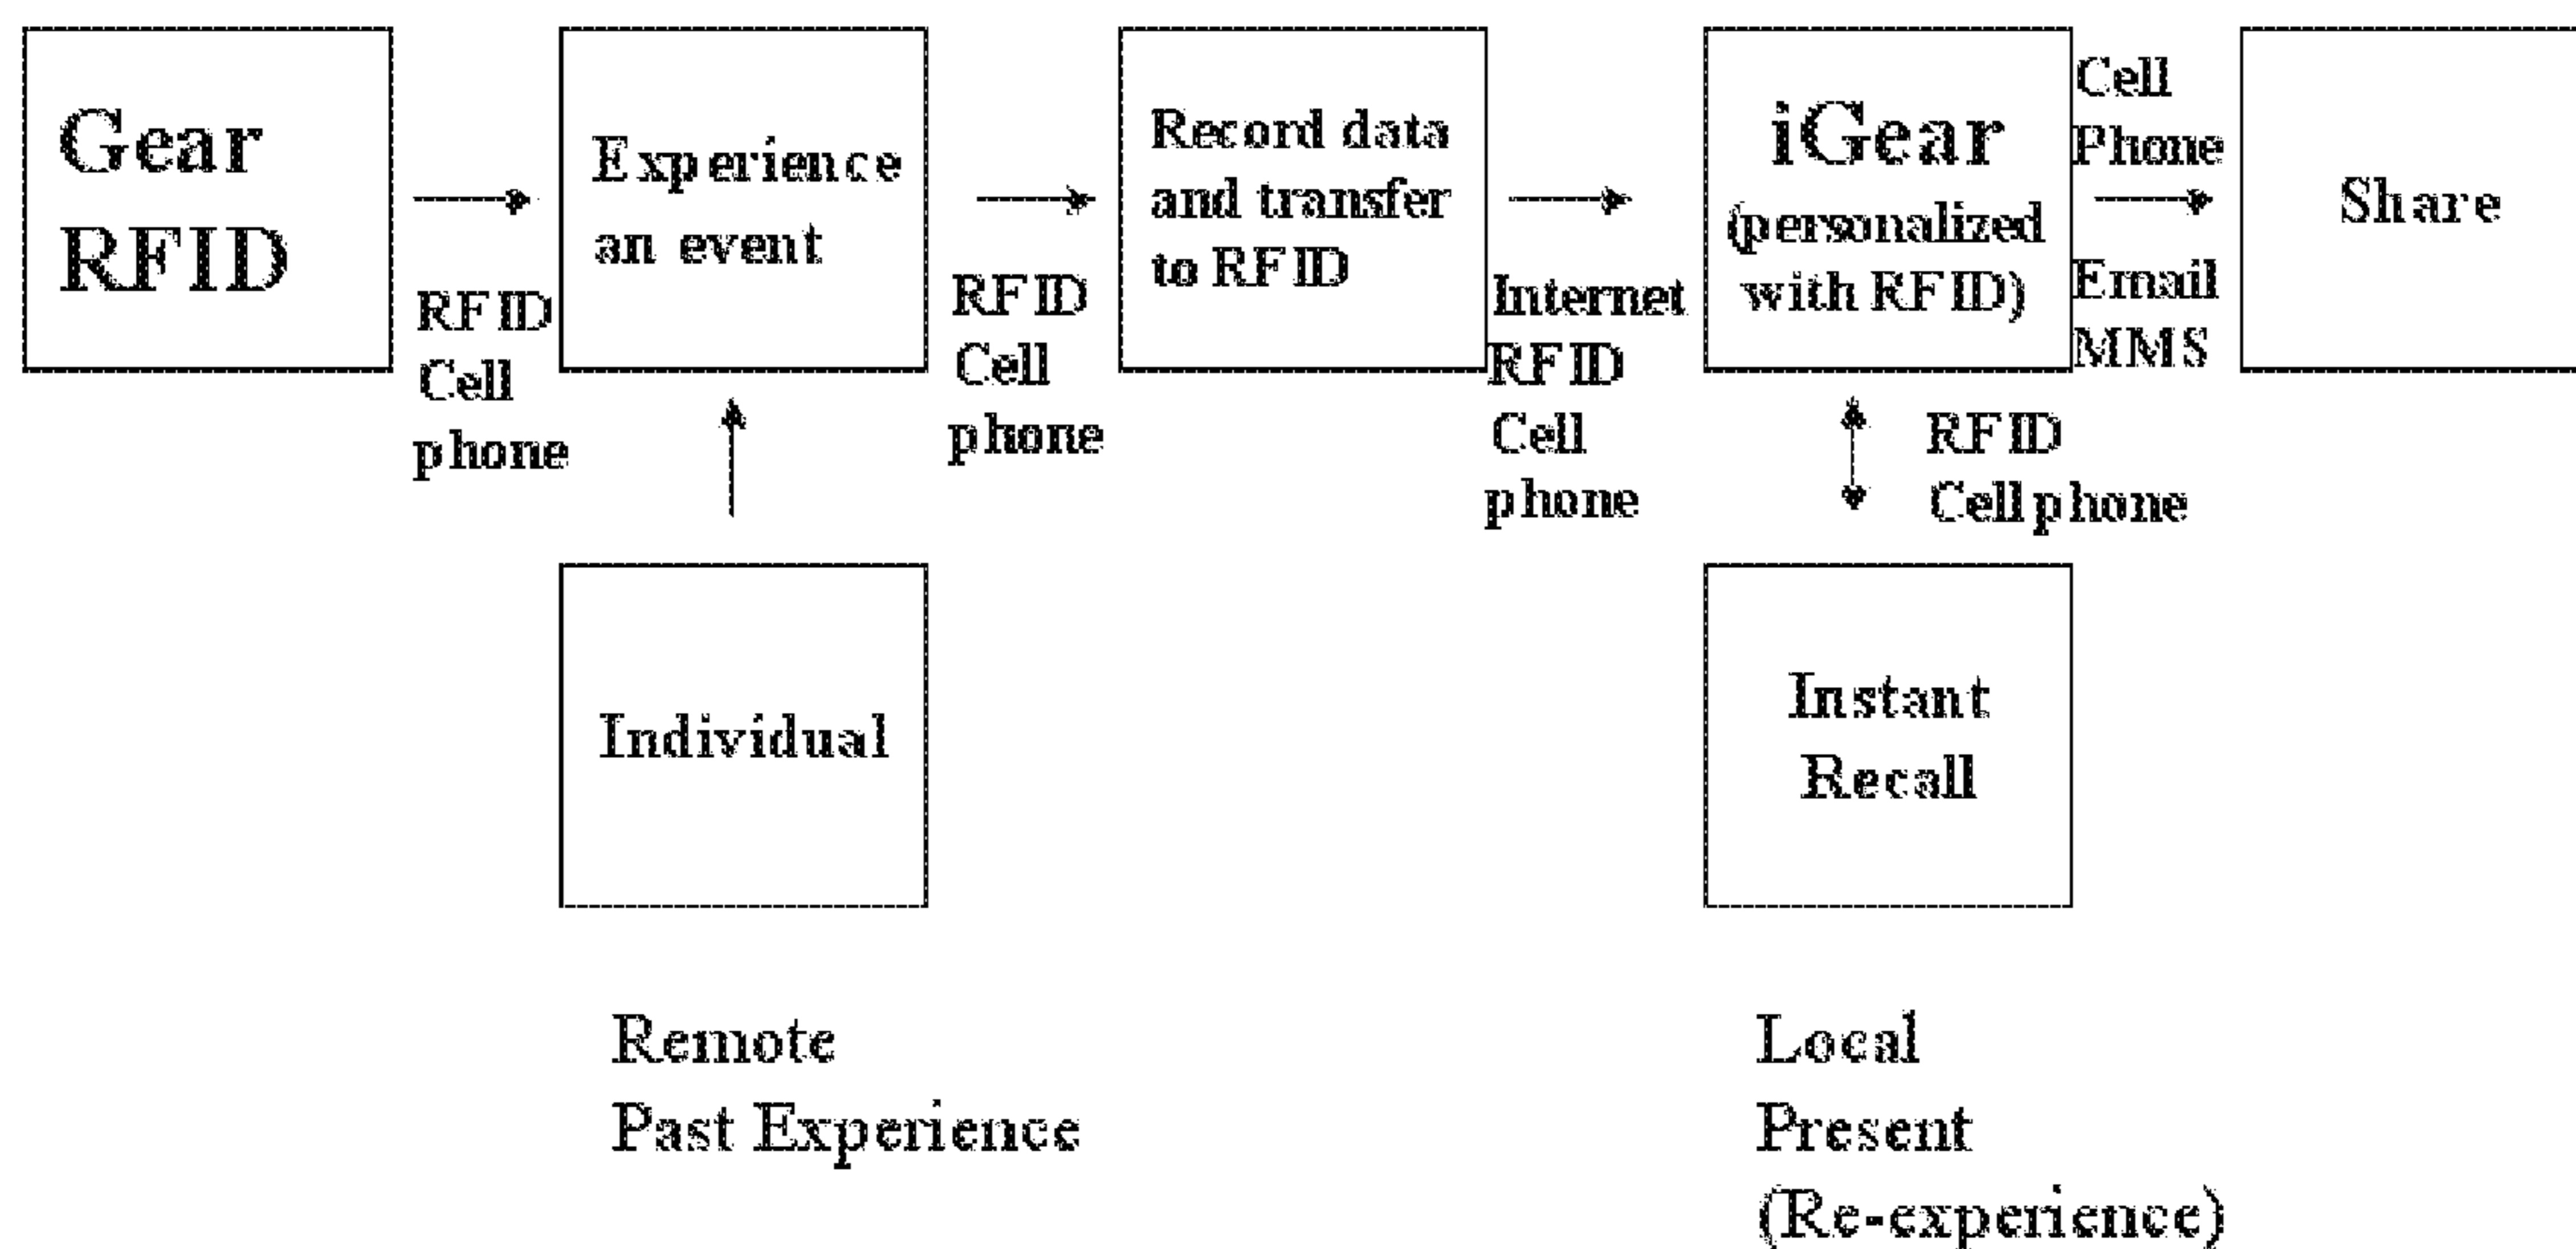 Gear
RFID
RFID
Cell
phone
Experience
an event
RFID
Cell
phone
Record data
and transfer
to RFID
Internet
RFID
Cell
phone
iGear
(personalized
with RFID)
Cell
Phone
Email
MMS
Share
RFID
Cell phone
Individual
Instant
Recall
Remote
Past Experience
Local
Present
(Re-experience)